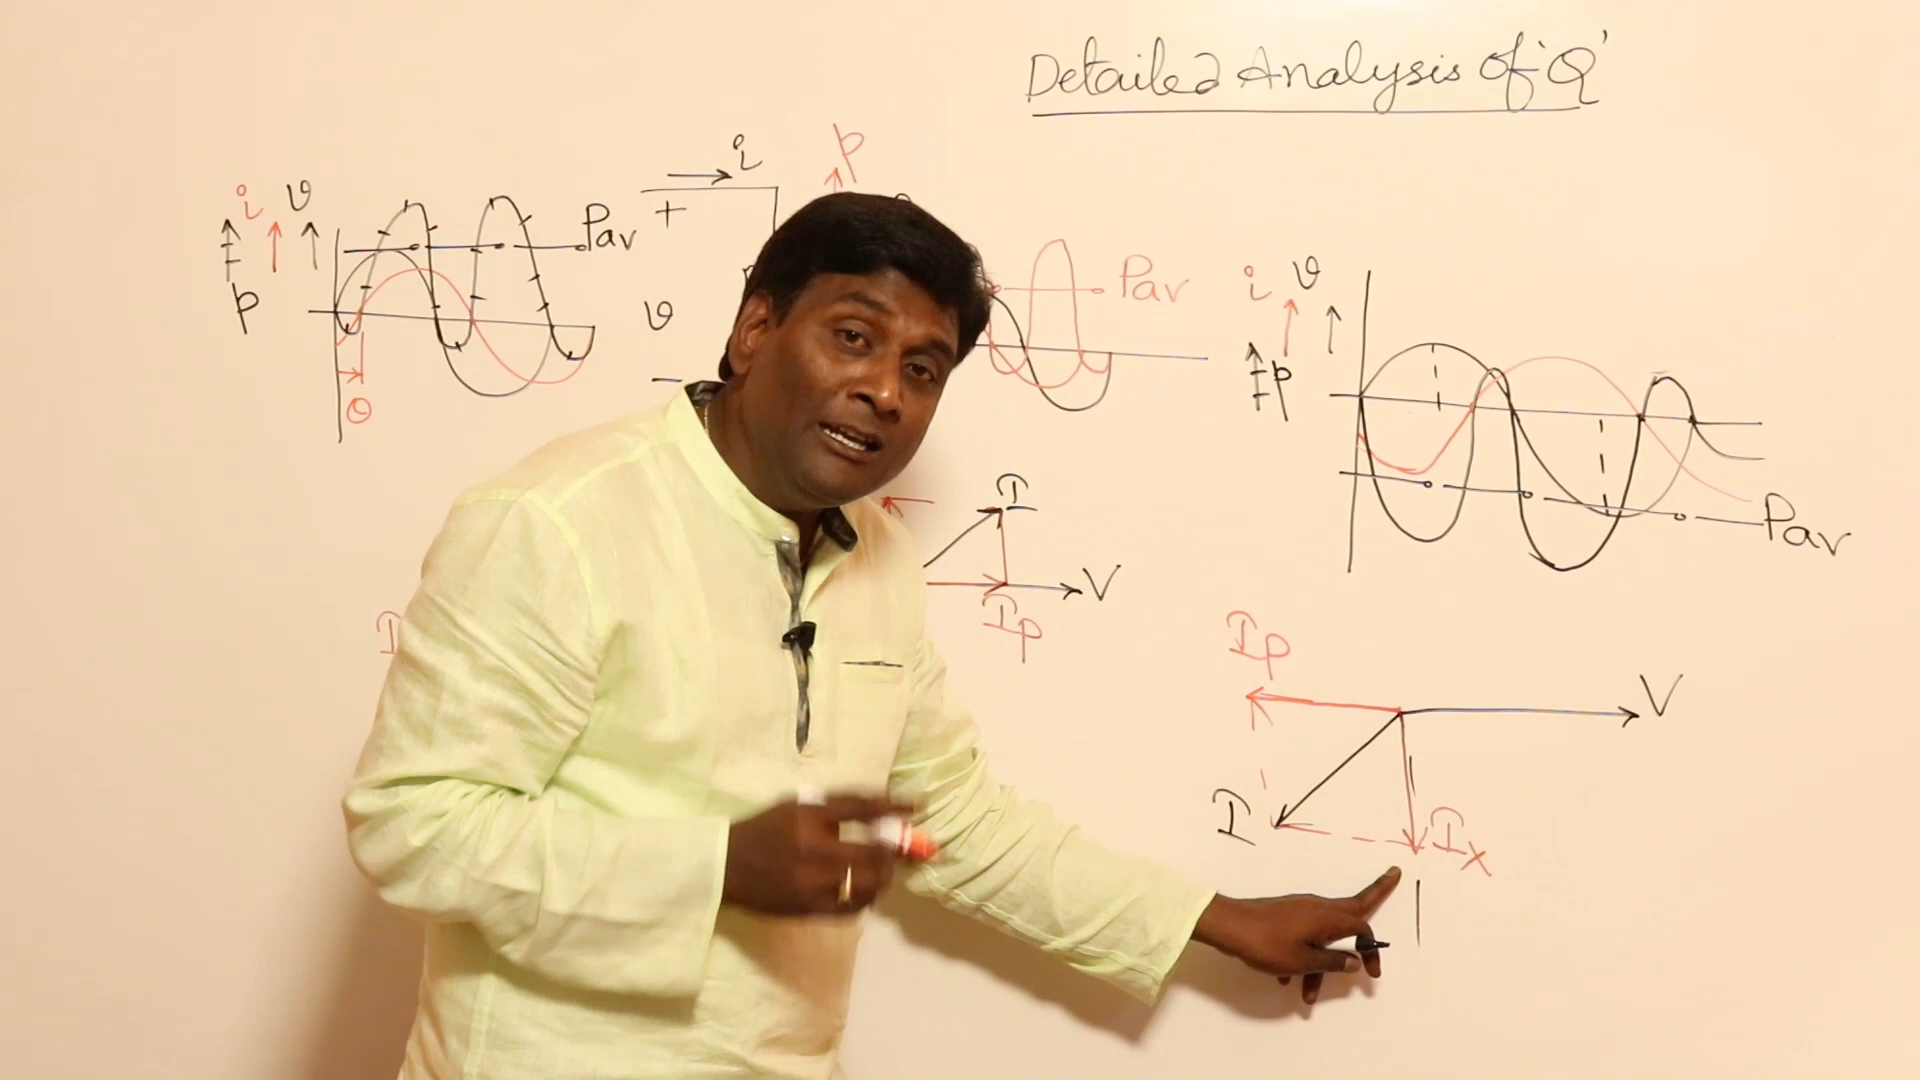 Detailed Analysis of 'Q'
i v
p
Pav
θ
i
+
v
−
p
Pav
I
V
Ip
I
i v
p
Pav
Ip
V
I
Ix